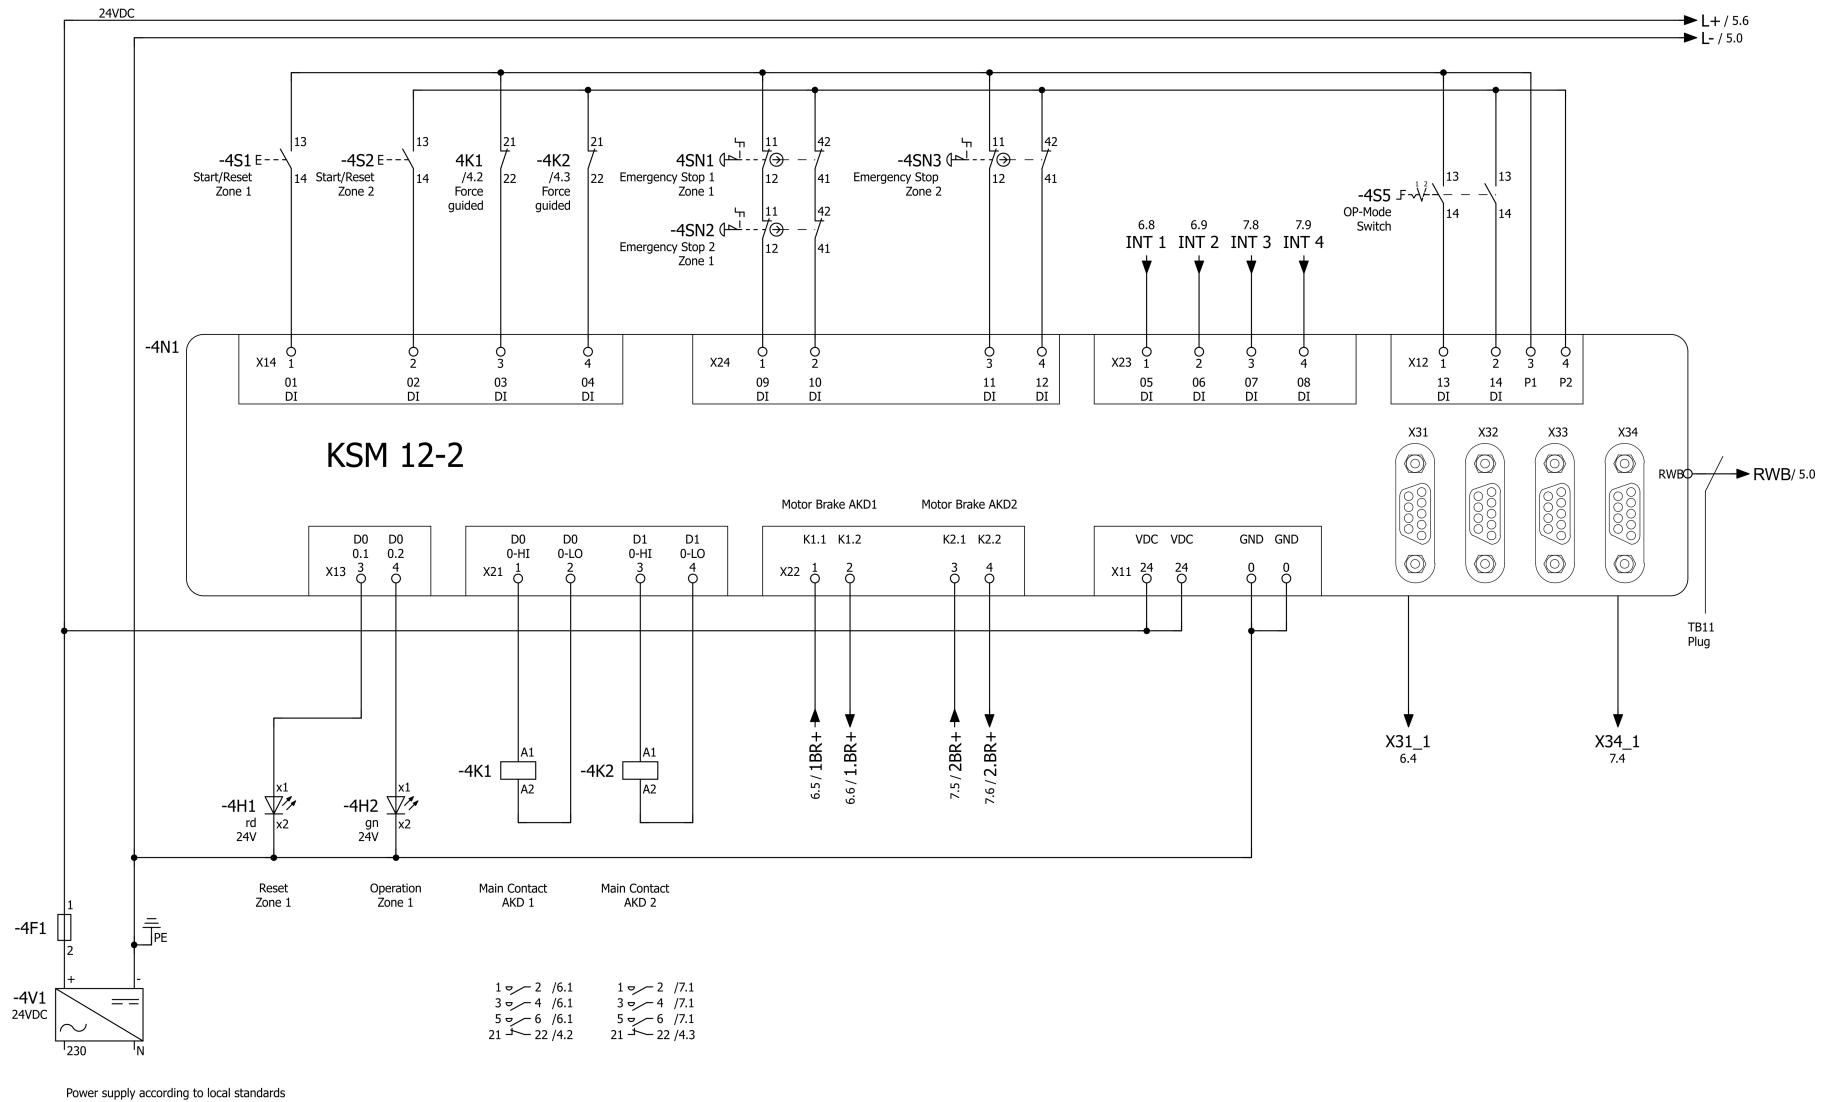 24VDC
L+ / 5.6
L- / 5.0
-4S1
Start/Reset
Zone 1
13
14
-4S2
Start/Reset
Zone 2
13
14
4K1
/4.2
Force
guided
21
22
-4K2
/4.3
Force
guided
21
22
4SN1
Emergency Stop 1
Zone 1
11
12
42
41
-4SN2
Emergency Stop 2
Zone 1
11
12
42
41
-4SN3
Emergency Stop
Zone 2
11
12
42
41
6.8
INT 1
6.9
INT 2
7.8
INT 3
7.9
INT 4
-4S5
OP-Mode
Switch
1 2
13
14
13
14
-4N1
X14 1 2 3 4
01 02 03 04
DI DI DI DI
X24 1 2 3 4
09 10 11 12
DI DI DI DI
X23 1 2 3 4
05 06 07 08
DI DI DI DI
X12 1 2 3 4
13 14 P1 P2
DI DI
KSM 12-2
X31 X32 X33 X34
RWB
RWB/ 5.0
TB11
Plug
Motor Brake AKD1
Motor Brake AKD2
D0 D0
0.1 0.2
X13 3 4
D0 D0 D1 D1
0-HI 0-LO 0-HI 0-LO
X21 1 2 3 4
K1.1 K1.2 K2.1 K2.2
X22 1 2 3 4
VDC VDC GND GND
X11 24 24 0 0
6.5 / 1BR+
6.6 / 1.BR+
7.5 / 2BR+
7.6 / 2.BR+
X31_1
6.4
X34_1
7.4
-4H1
rd
24V
x1
x2
-4H2
gn
24V
x1
x2
-4K1
A1
A2
-4K2
A1
A2
Reset
Zone 1
Operation
Zone 1
Main Contact
AKD 1
Main Contact
AKD 2
-4F1
1
2
PE
+ -
-4V1
24VDC
230 N
1 2 /6.1
3 4 /6.1
5 6 /6.1
21 22 /4.2
1 2 /7.1
3 4 /7.1
5 6 /7.1
21 22 /4.3
Power supply according to local standards